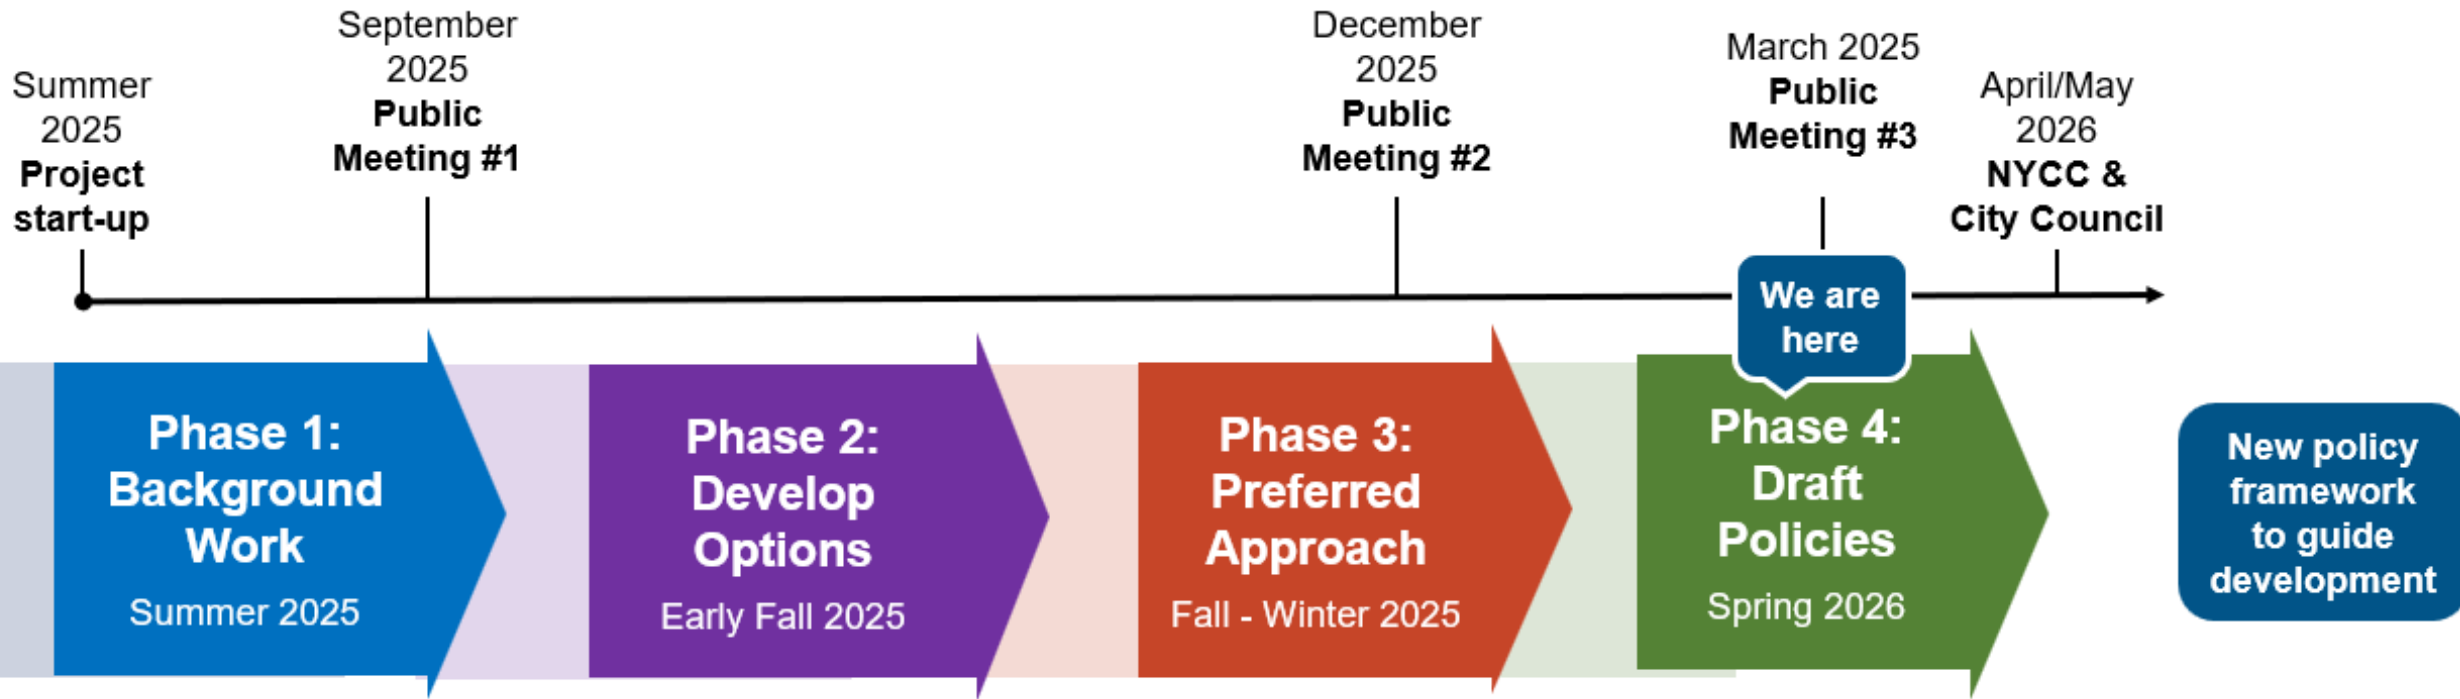 Summer
2025
Project
start-up
September
2025
Public
Meeting #1
December
2025
Public
Meeting #2
March 2025
Public
Meeting #3
April/May
2026
NYCC &
City Council
We are
here
Phase 1:
Background
Work
Summer 2025
Phase 2:
Develop
Options
Early Fall 2025
Phase 3:
Preferred
Approach
Fall - Winter 2025
Phase 4:
Draft
Policies
Spring 2026
New policy
framework
to guide
development